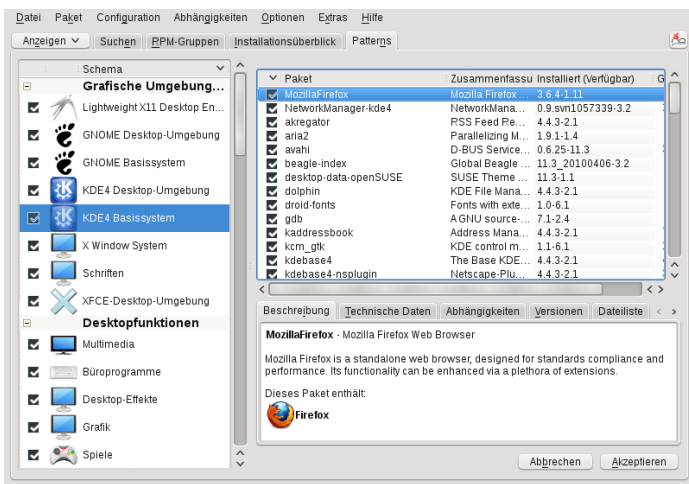 Datei Paket Configuration Abhängigkeiten Optionen Extras Hilfe
Anzeigen Suchen RPM-Gruppen Installationsüberblick Patterns
Schema
Grafische Umgebung...
Lightweight X11 Desktop En...
GNOME Desktop-Umgebung
GNOME Basissystem
KDE4 Desktop-Umgebung
KDE4 Basissystem
X Window System
Schriften
XFCE-Desktop-Umgebung
Desktopfunktionen
Multimedia
Büroprogramme
Desktop-Effekte
Grafik
Spiele
Paket Zusammenfassu Installiert (Verfügbar) G
MozillaFirefox Mozilla Firefox ... 3.6.4-1.11
NetworkManager-kde4 NetworkMana... 0.9.svn1057339-3.2
akregator RSS Feed Re... 4.4.3-2.1
aria2 Parallelizing M... 1.9.1-1.4
avahi D-BUS Service... 0.6.25-11.3
beagle-index Global Beagle ... 11.3_20100406-3.2
desktop-data-openSUSE SUSE Theme ... 11.3-1.1
dolphin KDE File Mana... 4.4.3-2.1
droid-fonts Fonts with exte... 1.0-6.1
gdb A GNU source-... 7.1-2.4
kaddressbook Address Mana... 4.4.3-2.1
kcm_gtk KDE control m... 1.1-6.1
kdebase4 The Base KDE... 4.4.3-2.1
kdebase4-nsplugin Netscape-Plu... 4.4.3-2.1
Beschreibung Technische Daten Abhängigkeiten Versionen Dateiliste
MozillaFirefox - Mozilla Firefox Web Browser
Mozilla Firefox is a standalone web browser, designed for standards compliance and
performance. Its functionality can be enhanced via a plethora of extensions.
Dieses Paket enthält:
Firefox
Abbrechen Akzeptieren